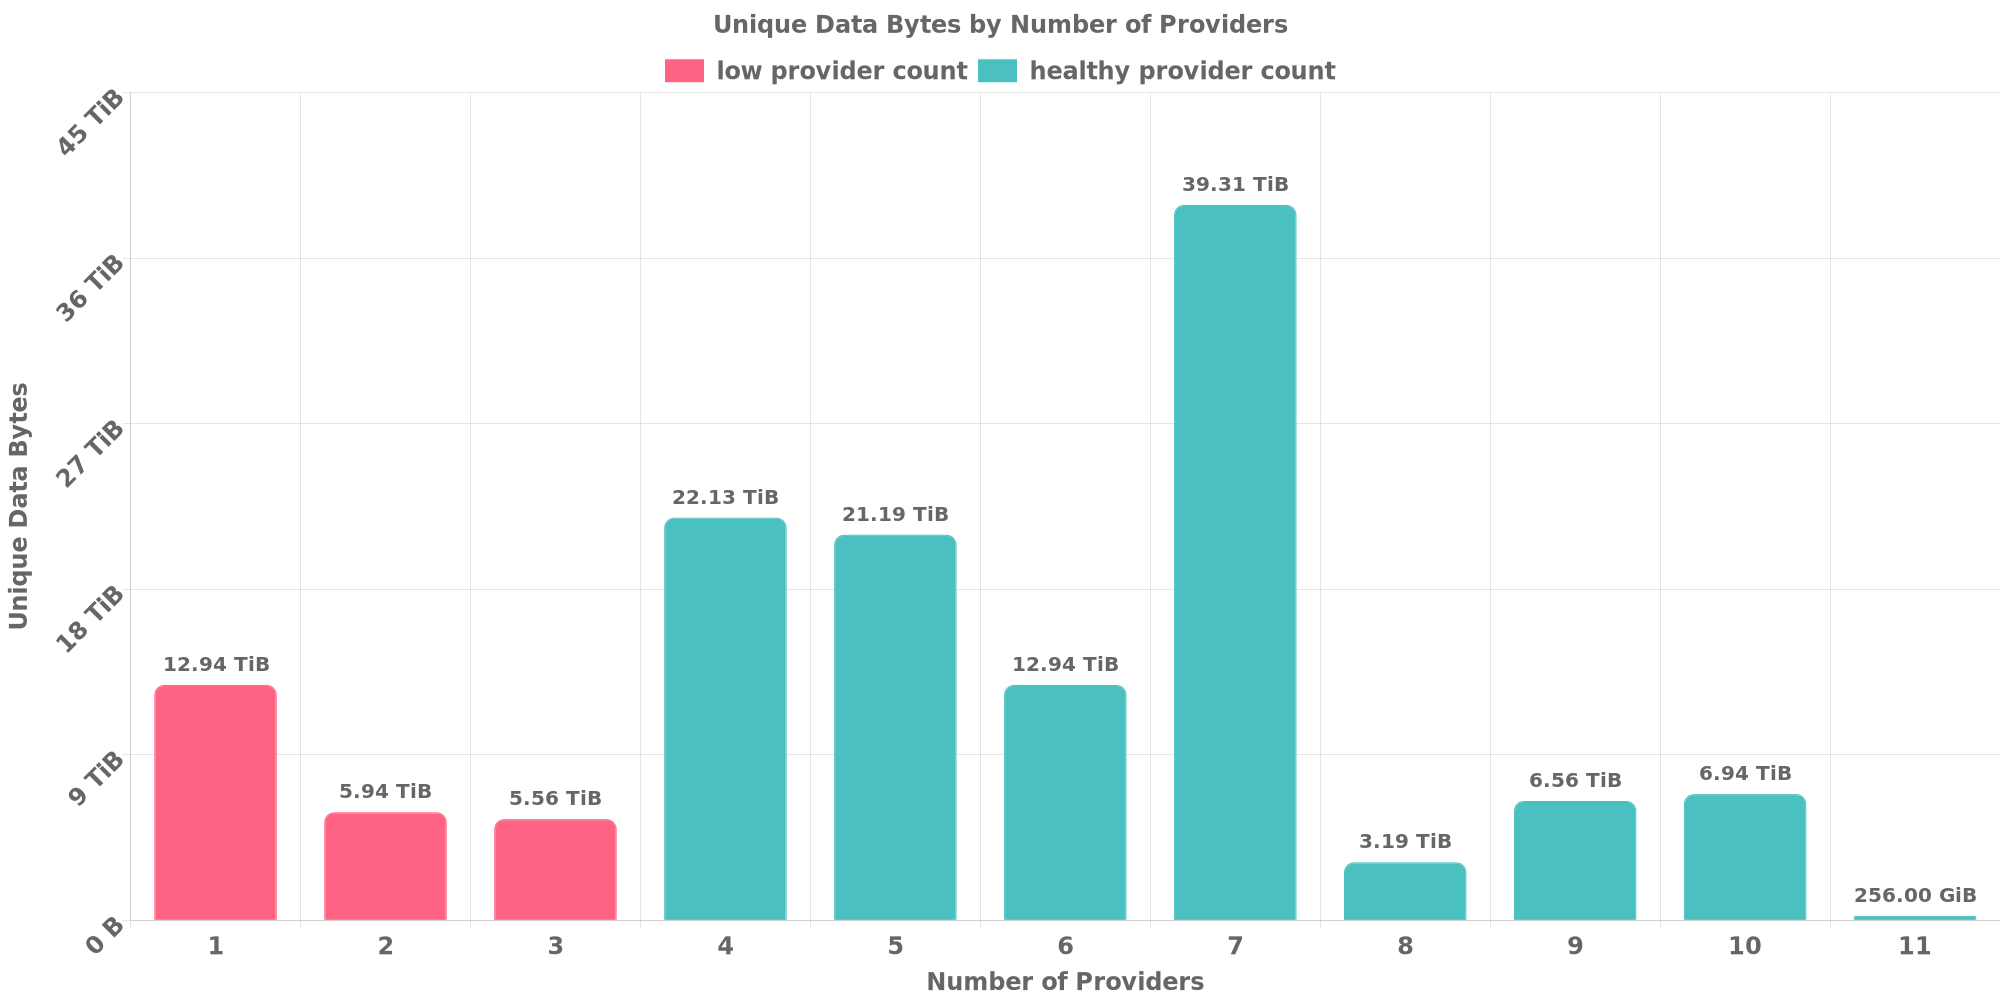 Unique Data Bytes by Number of Providers
low provider count
healthy provider count
Unique Data Bytes
45 TiB
36 TiB
27 TiB
18 TiB
9 TiB
0 B
12.94 TiB
5.94 TiB
5.56 TiB
22.13 TiB
21.19 TiB
12.94 TiB
39.31 TiB
3.19 TiB
6.56 TiB
6.94 TiB
256.00 GiB
1 2 3 4 5 6 7 8 9 10 11
Number of Providers